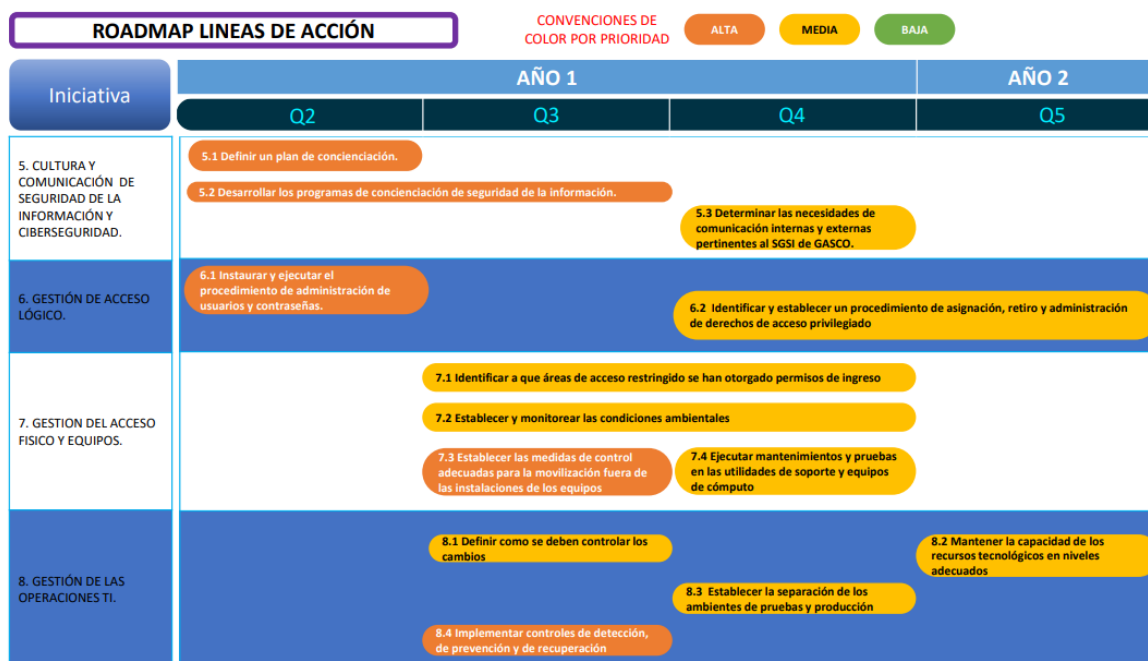 ROADMAP LINEAS DE ACCIÓN
CONVENCIONES DE
COLOR POR PRIORIDAD
ALTA
MEDIA
BAJA
Iniciativa
AÑO 1
AÑO 2
Q2
Q3
Q4
Q5
5. CULTURA Y
COMUNICACIÓN DE
SEGURIDAD DE LA
INFORMACIÓN Y
CIBERSEGURIDAD.
5.1 Definir un plan de concienciación.
5.2 Desarrollar los programas de concienciación de seguridad de la información.
5.3 Determinar las necesidades de
comunicación internas y externas
pertinentes al SGSI de GASCO.
6. GESTIÓN DE ACCESO
LÓGICO.
6.1 Instaurar y ejecutar el
procedimiento de administración de
usuarios y contraseñas.
6.2 Identificar y establecer un procedimiento de asignación, retiro y administración
de derechos de acceso privilegiado
7. GESTION DEL ACCESO
FISICO Y EQUIPOS.
7.1 Identificar a que áreas de acceso restringido se han otorgado permisos de ingreso
7.2 Establecer y monitorear las condiciones ambientales
7.3 Establecer las medidas de control
adecuadas para la movilización fuera de
las instalaciones de los equipos
7.4 Ejecutar mantenimientos y pruebas
en las utilidades de soporte y equipos
de cómputo
8. GESTIÓN DE LAS
OPERACIONES TI.
8.1 Definir como se deben controlar los
cambios
8.2 Mantener la capacidad de los
recursos tecnológicos en niveles
adecuados
8.3 Establecer la separación de los
ambientes de pruebas y producción
8.4 Implementar controles de detección,
de prevención y de recuperación